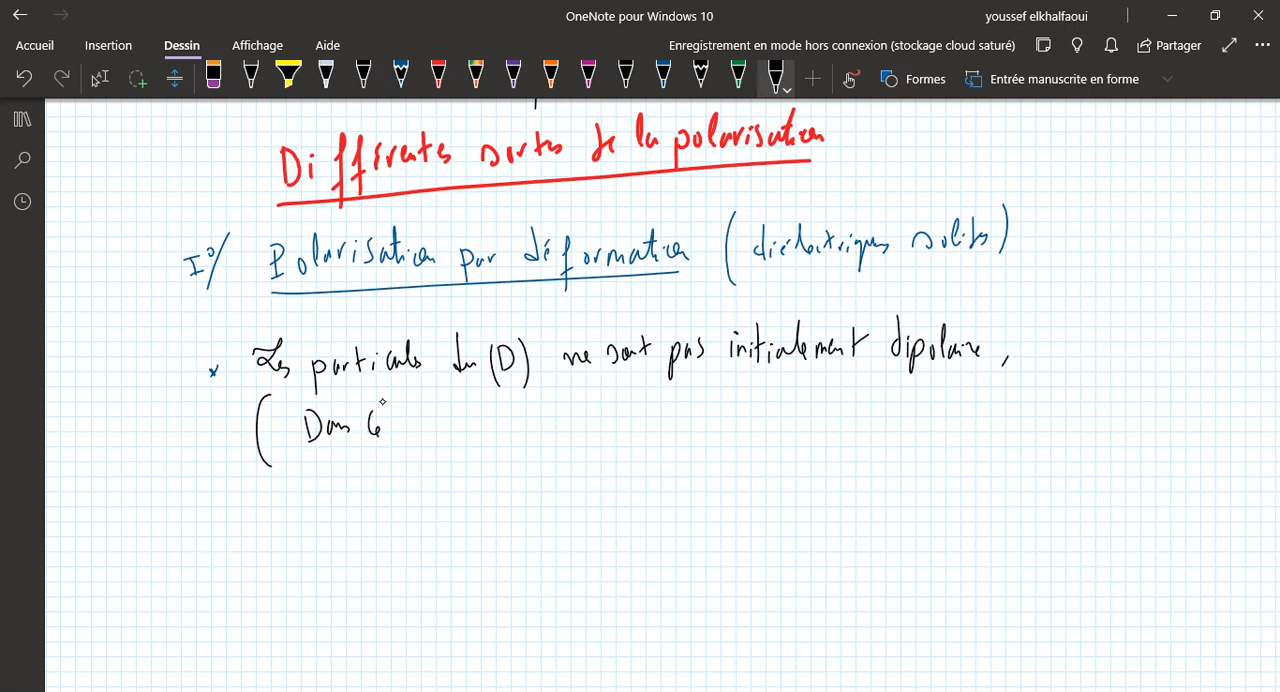 OneNote pour Windows 10
youssef elkhalfaoui
Accueil Insertion Dessin Affichage Aide
Enregistrement en mode hors connexion (stockage cloud saturé)
Partager
Formes
Entrée manuscrite en forme
Différentes sortes de la polarisation
I°/ Polarisation par déformation (diélectriques solides)
* Les particules du (D) ne sont pas initialement dipolaire,
( Dans